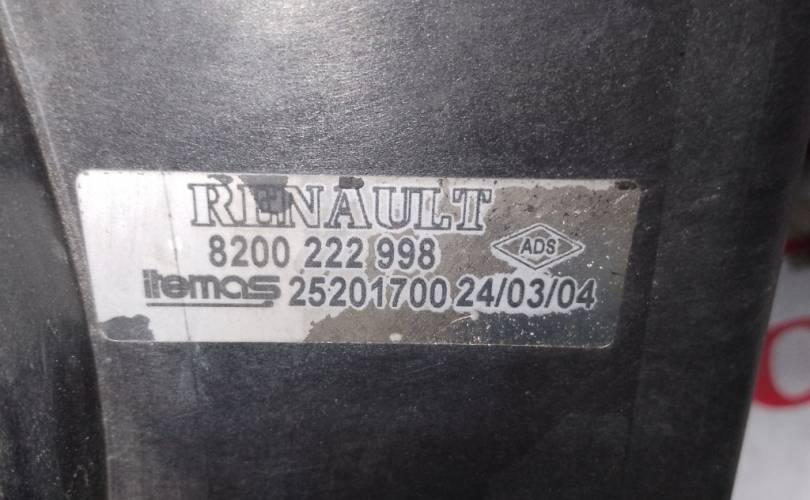 RENAULT
8200 222 998 ADS
itemas 25201700 24/03/04